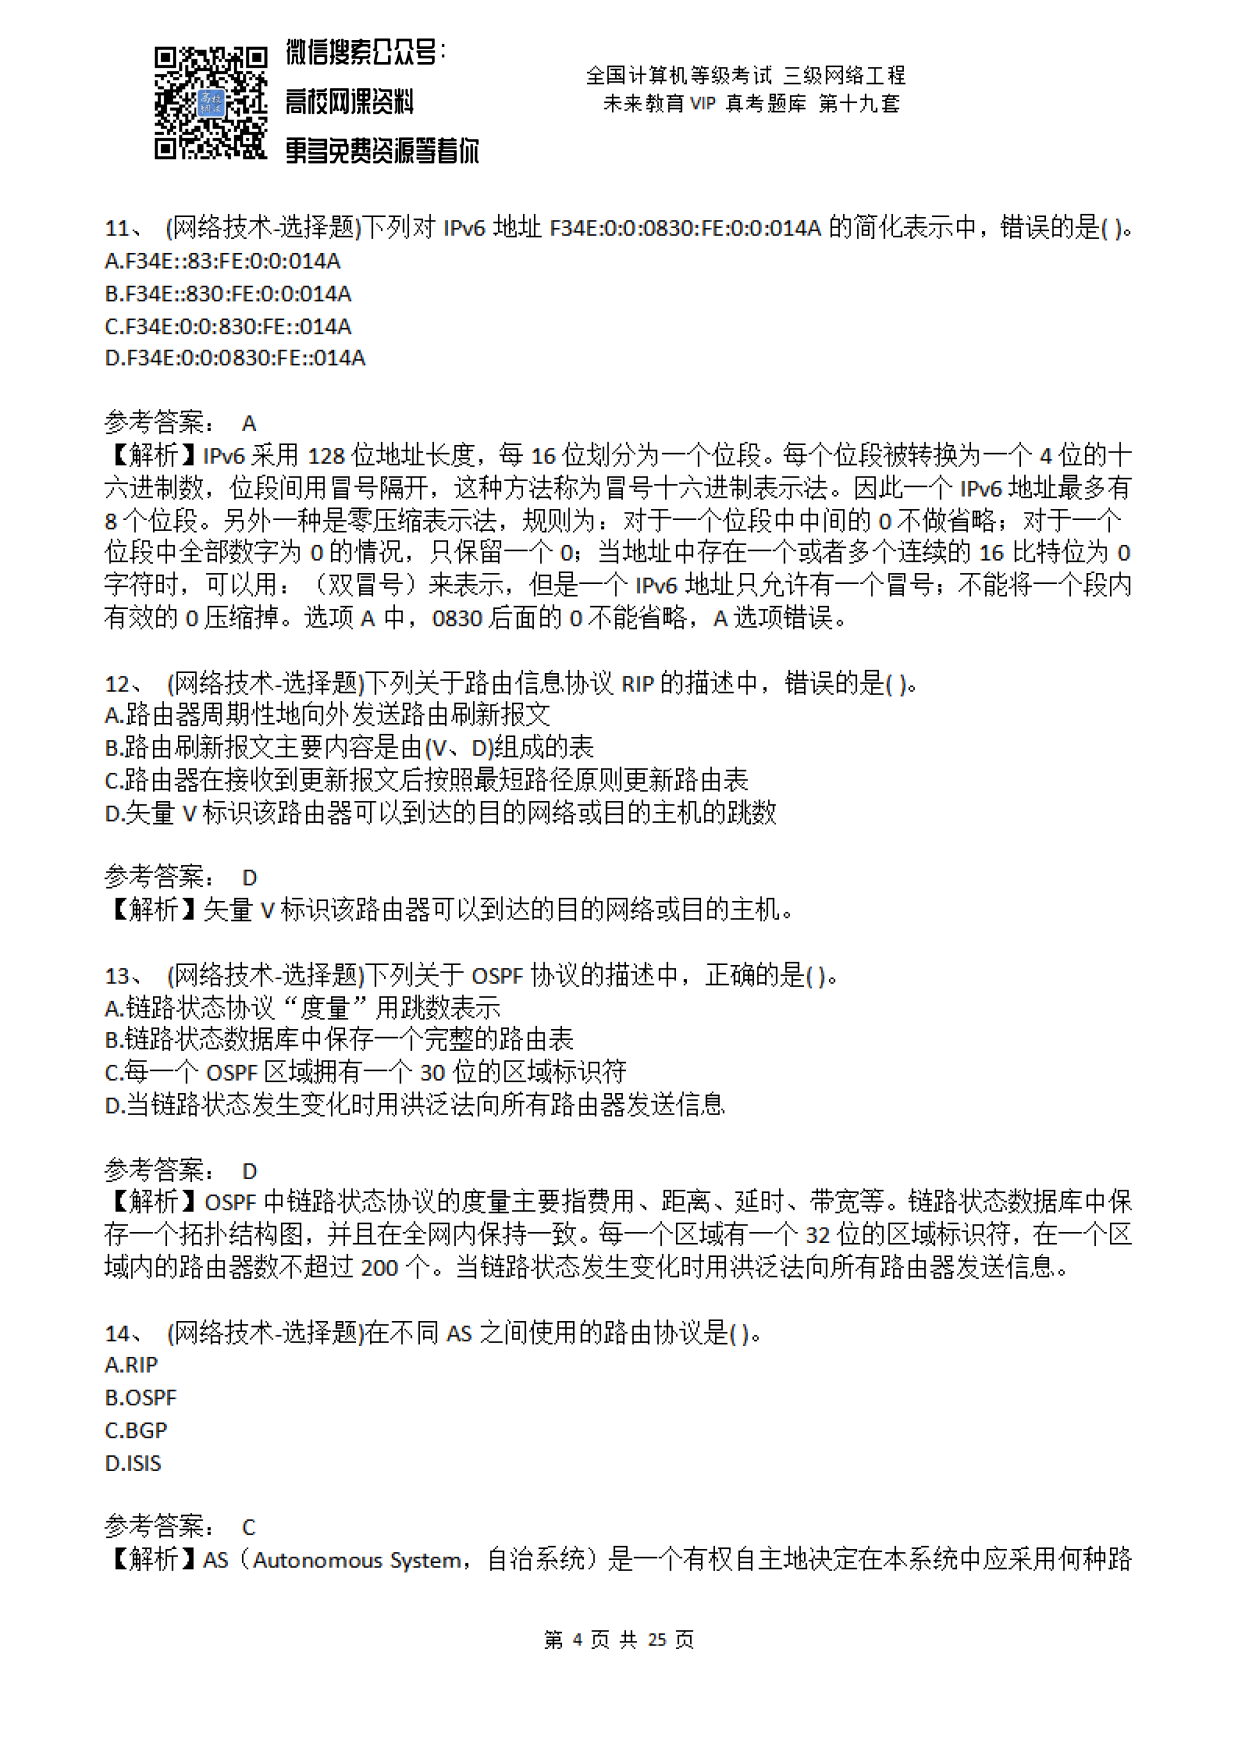 微信搜索公众号：
高校网课资料
更多免费资源等着你
全国计算机等级考试 三级网络工程
未来教育 VIP 真考题库 第十九套
11、 (网络技术-选择题)下列对 IPv6 地址 F34E:0:0:0830:FE:0:0:014A 的简化表示中，错误的是( )。
A.F34E::83:FE:0:0:014A
B.F34E::830:FE:0:0:014A
C.F34E:0:0:830:FE::014A
D.F34E:0:0:0830:FE::014A
参考答案： A
【解析】IPv6 采用 128 位地址长度，每 16 位划分为一个位段。每个位段被转换为一个 4 位的十
六进制数，位段间用冒号隔开，这种方法称为冒号十六进制表示法。因此一个 IPv6 地址最多有
8 个位段。另外一种是零压缩表示法，规则为：对于一个位段中中间的 0 不做省略；对于一个
位段中全部数字为 0 的情况，只保留一个 0；当地址中存在一个或者多个连续的 16 比特位为 0
字符时，可以用：（双冒号）来表示，但是一个 IPv6 地址只允许有一个冒号；不能将一个段内
有效的 0 压缩掉。选项 A 中，0830 后面的 0 不能省略，A 选项错误。
12、 (网络技术-选择题)下列关于路由信息协议 RIP 的描述中，错误的是( )。
A.路由器周期性地向外发送路由刷新报文
B.路由刷新报文主要内容是由(V、D)组成的表
C.路由器在接收到更新报文后按照最短路径原则更新路由表
D.矢量 V 标识该路由器可以到达的目的网络或目的主机的跳数
参考答案： D
【解析】矢量 V 标识该路由器可以到达的目的网络或目的主机。
13、 (网络技术-选择题)下列关于 OSPF 协议的描述中，正确的是( )。
A.链路状态协议“度量”用跳数表示
B.链路状态数据库中保存一个完整的路由表
C.每一个 OSPF 区域拥有一个 30 位的区域标识符
D.当链路状态发生变化时用洪泛法向所有路由器发送信息
参考答案： D
【解析】OSPF 中链路状态协议的度量主要指费用、距离、延时、带宽等。链路状态数据库中保
存一个拓扑结构图，并且在全网内保持一致。每一个区域有一个 32 位的区域标识符，在一个区
域内的路由器数不超过 200 个。当链路状态发生变化时用洪泛法向所有路由器发送信息。
14、 (网络技术-选择题)在不同 AS 之间使用的路由协议是( )。
A.RIP
B.OSPF
C.BGP
D.ISIS
参考答案： C
【解析】AS（Autonomous System，自治系统）是一个有权自主地决定在本系统中应采用何种路
第 4 页 共 25 页